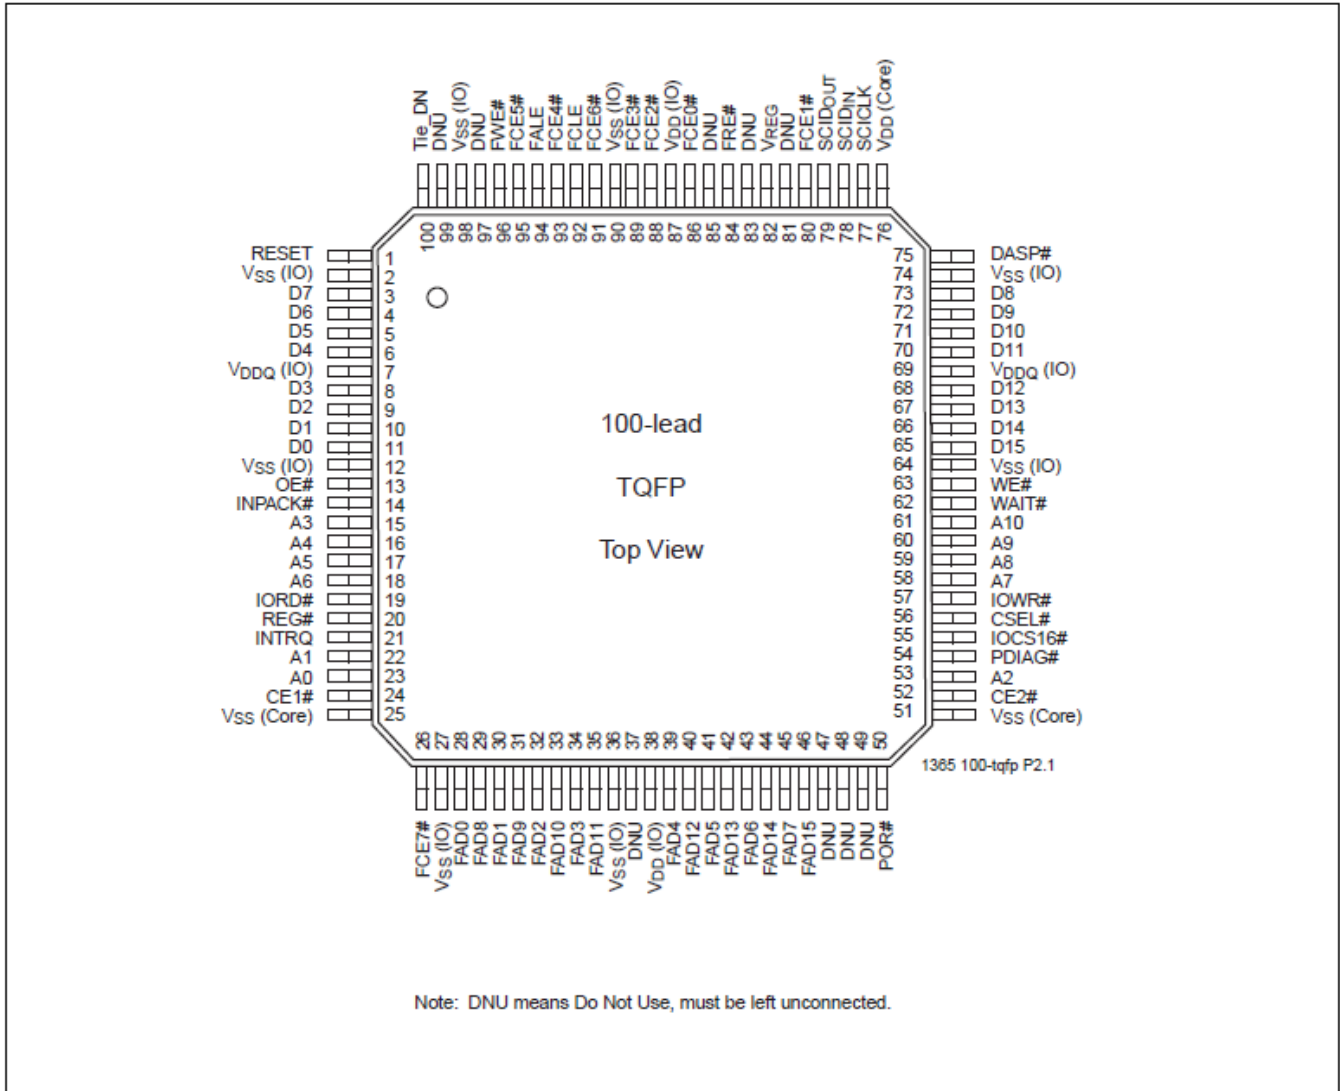 Tie_DN
DNU
VSS (IO)
DNU
FWE#
FCE5#
FALE
FCE4#
FCLE
FCE6#
VSS (IO)
FCE3#
FCE2#
VDD (IO)
FCE0#
DNU
FRE#
DNU
VREG
DNU
FCE1#
SCIDOUT
SCIDIN
SCICLK
VDD (Core)
100 99 98 97 96 95 94 93 92 91 90 89 88 87 86 85 84 83 82 81 80 79 78 77 76
RESET 1 75 DASP#
VSS (IO) 2 74 VSS (IO)
D7 3 73 D8
D6 4 72 D9
D5 5 71 D10
D4 6 70 D11
VDDQ (IO) 7 69 VDDQ (IO)
D3 8 68 D12
D2 9 67 D13
D1 10 66 D14
D0 11 65 D15
VSS (IO) 12 64 VSS (IO)
OE# 13 63 WE#
INPACK# 14 62 WAIT#
A3 15 61 A10
A4 16 60 A9
A5 17 59 A8
A6 18 58 A7
IORD# 19 57 IOWR#
REG# 20 56 CSEL#
INTRQ 21 55 IOCS16#
A1 22 54 PDIAG#
A0 23 53 A2
CE1# 24 52 CE2#
VSS (Core) 25 51 VSS (Core)
100-lead
TQFP
Top View
26 27 28 29 30 31 32 33 34 35 36 37 38 39 40 41 42 43 44 45 46 47 48 49 50
1365 100-tqfp P2.1
FCE7#
VSS (IO)
FAD0
FAD8
FAD1
FAD9
FAD2
FAD10
FAD3
FAD11
VSS (IO)
DNU
VDD (IO)
FAD4
FAD12
FAD5
FAD13
FAD6
FAD14
FAD7
FAD15
DNU
DNU
DNU
POR#
Note: DNU means Do Not Use, must be left unconnected.